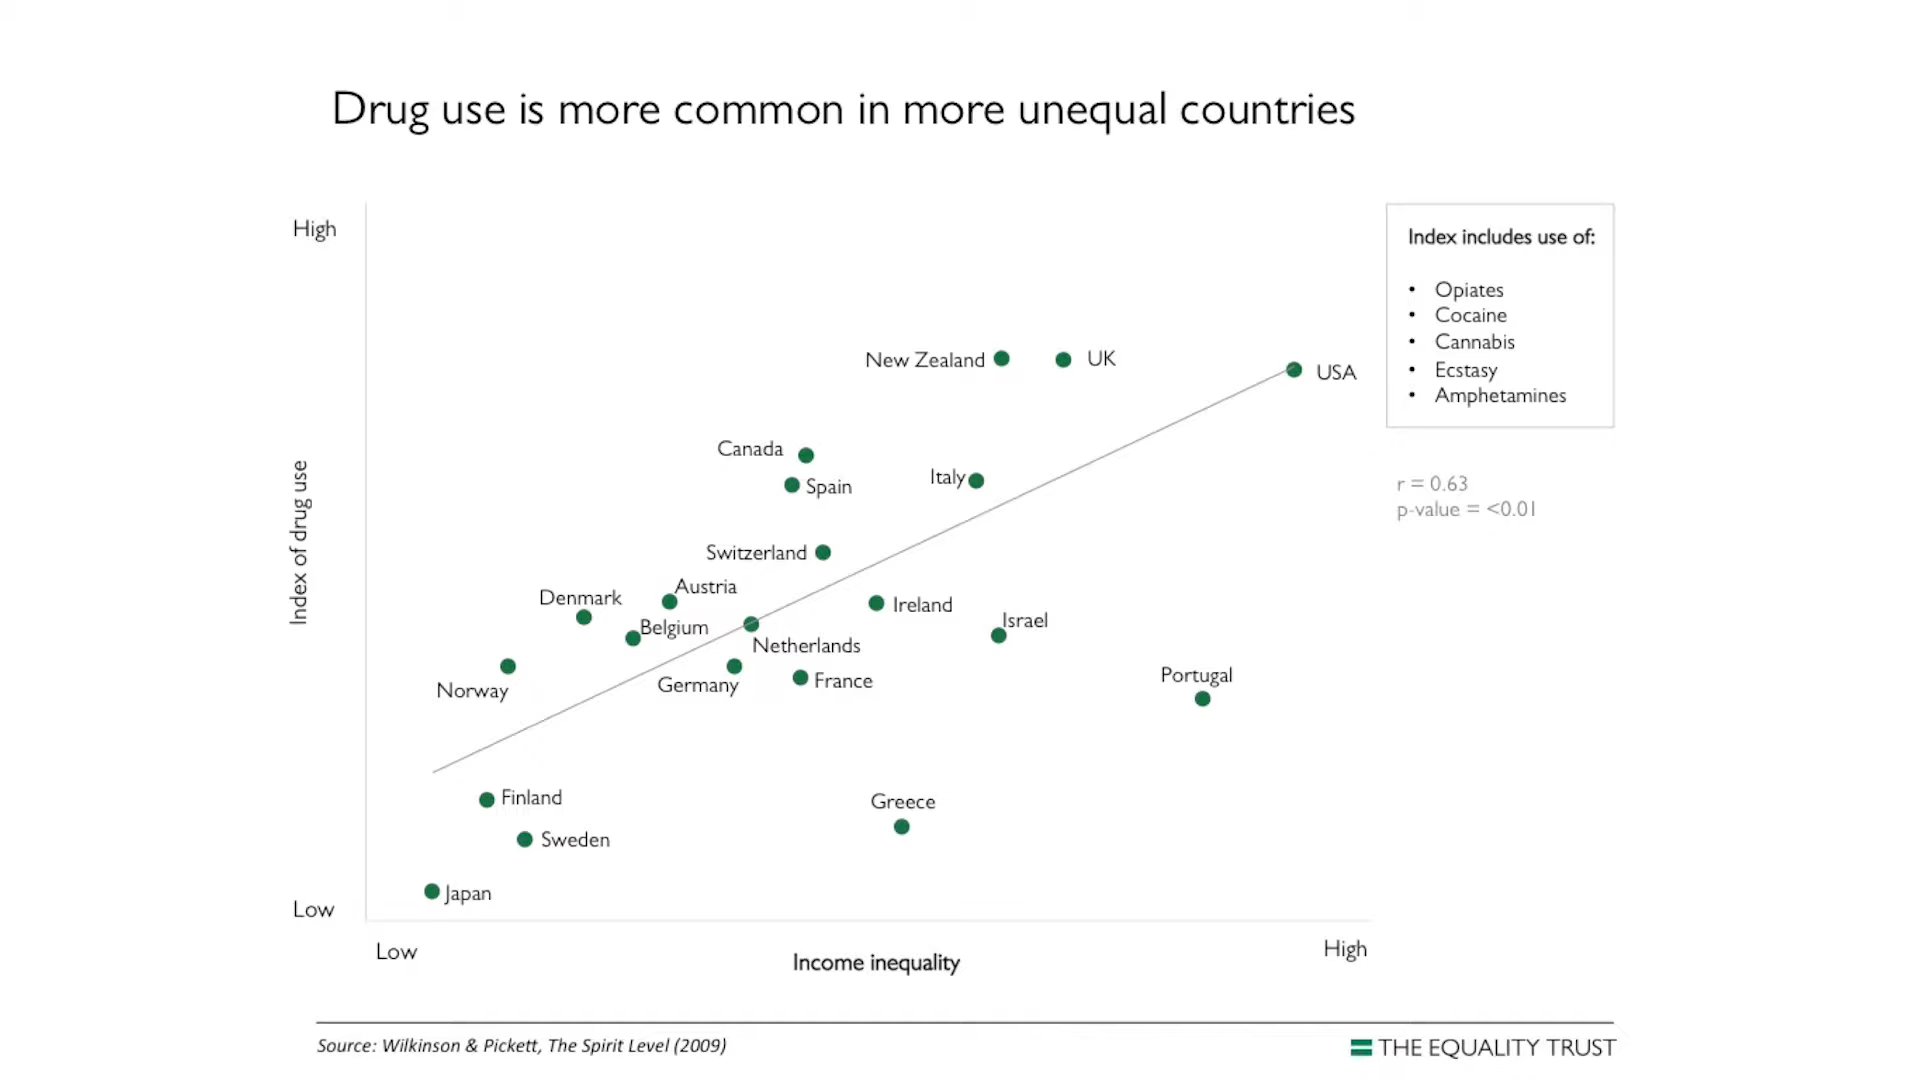 Drug use is more common in more unequal countries
High
Index of drug use
Low
Low
Income inequality
High
New Zealand
UK
USA
Canada
Spain
Italy
Switzerland
Austria
Denmark
Belgium
Ireland
Israel
Netherlands
Norway
Germany
France
Portugal
Finland
Greece
Sweden
Japan
Index includes use of:
• Opiates
• Cocaine
• Cannabis
• Ecstasy
• Amphetamines
r = 0.63
p-value = <0.01
Source: Wilkinson & Pickett, The Spirit Level (2009)
THE EQUALITY TRUST